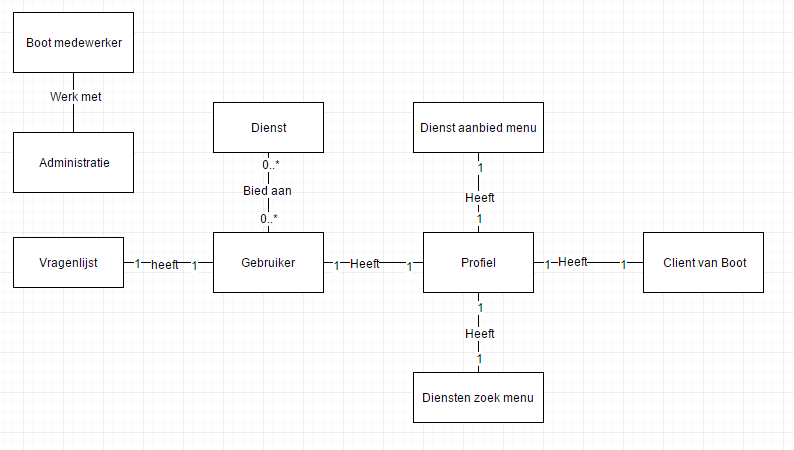 Boot medewerker
Werk met
Administratie
Dienst
0..*
Bied aan
0..*
Dienst aanbied menu
1
Heeft
1
Vragenlijst
1
heeft
1
Gebruiker
1
Heeft
1
Profiel
1
Heeft
1
Client van Boot
1
Heeft
1
Diensten zoek menu